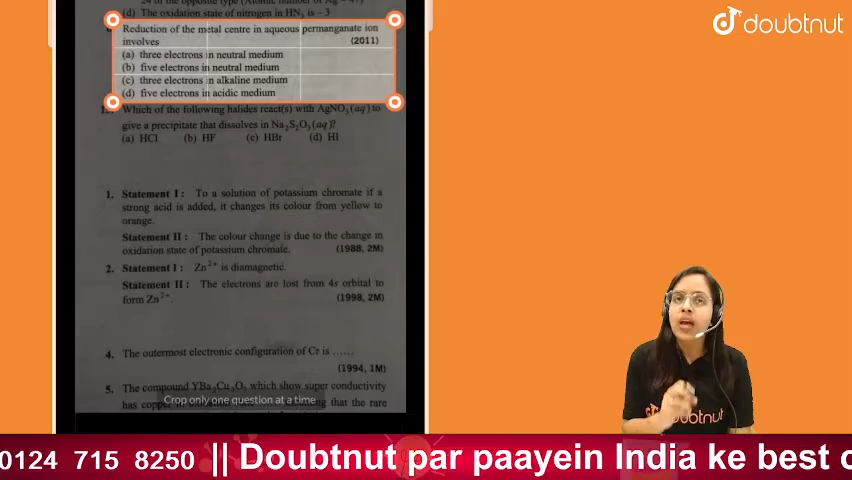 (d) The oxidation state of nitrogen in HN3 is – 3
Reduction of the metal centre in aqueous permanganate ion
involves (2011)
(a) three electrons in neutral medium
(b) five electrons in neutral medium
(c) three electrons in alkaline medium
(d) five electrons in acidic medium
Which of the following halides react(s) with AgNO3 (aq) to
give a precipitate that dissolves in Na2S2O3 (aq)?
(a) HCl (b) HF (c) HBr (d) HI
1. Statement I : To a solution of potassium chromate if a
strong acid is added, it changes its colour from yellow to
orange.
Statement II : The colour change is due to the change in
oxidation state of potassium chromate. (1988, 2M)
2. Statement I : Zn2+ is diamagnetic.
Statement II : The electrons are lost from 4s orbital to
form Zn2+. (1998, 2M)
4. The outermost electronic configuration of Cr is ......
(1994, 1M)
5. The compound YBa2Cu3O7 which show super conductivity
has copper in that the rare
Crop only one question at a time
doubtnut
doubtnut
0124 715 8250 || Doubtnut par paayein India ke best